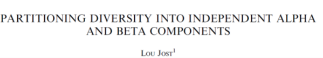 PARTITIONING DIVERSITY INTO INDEPENDENT ALPHA
AND BETA COMPONENTS
LOU JOST¹